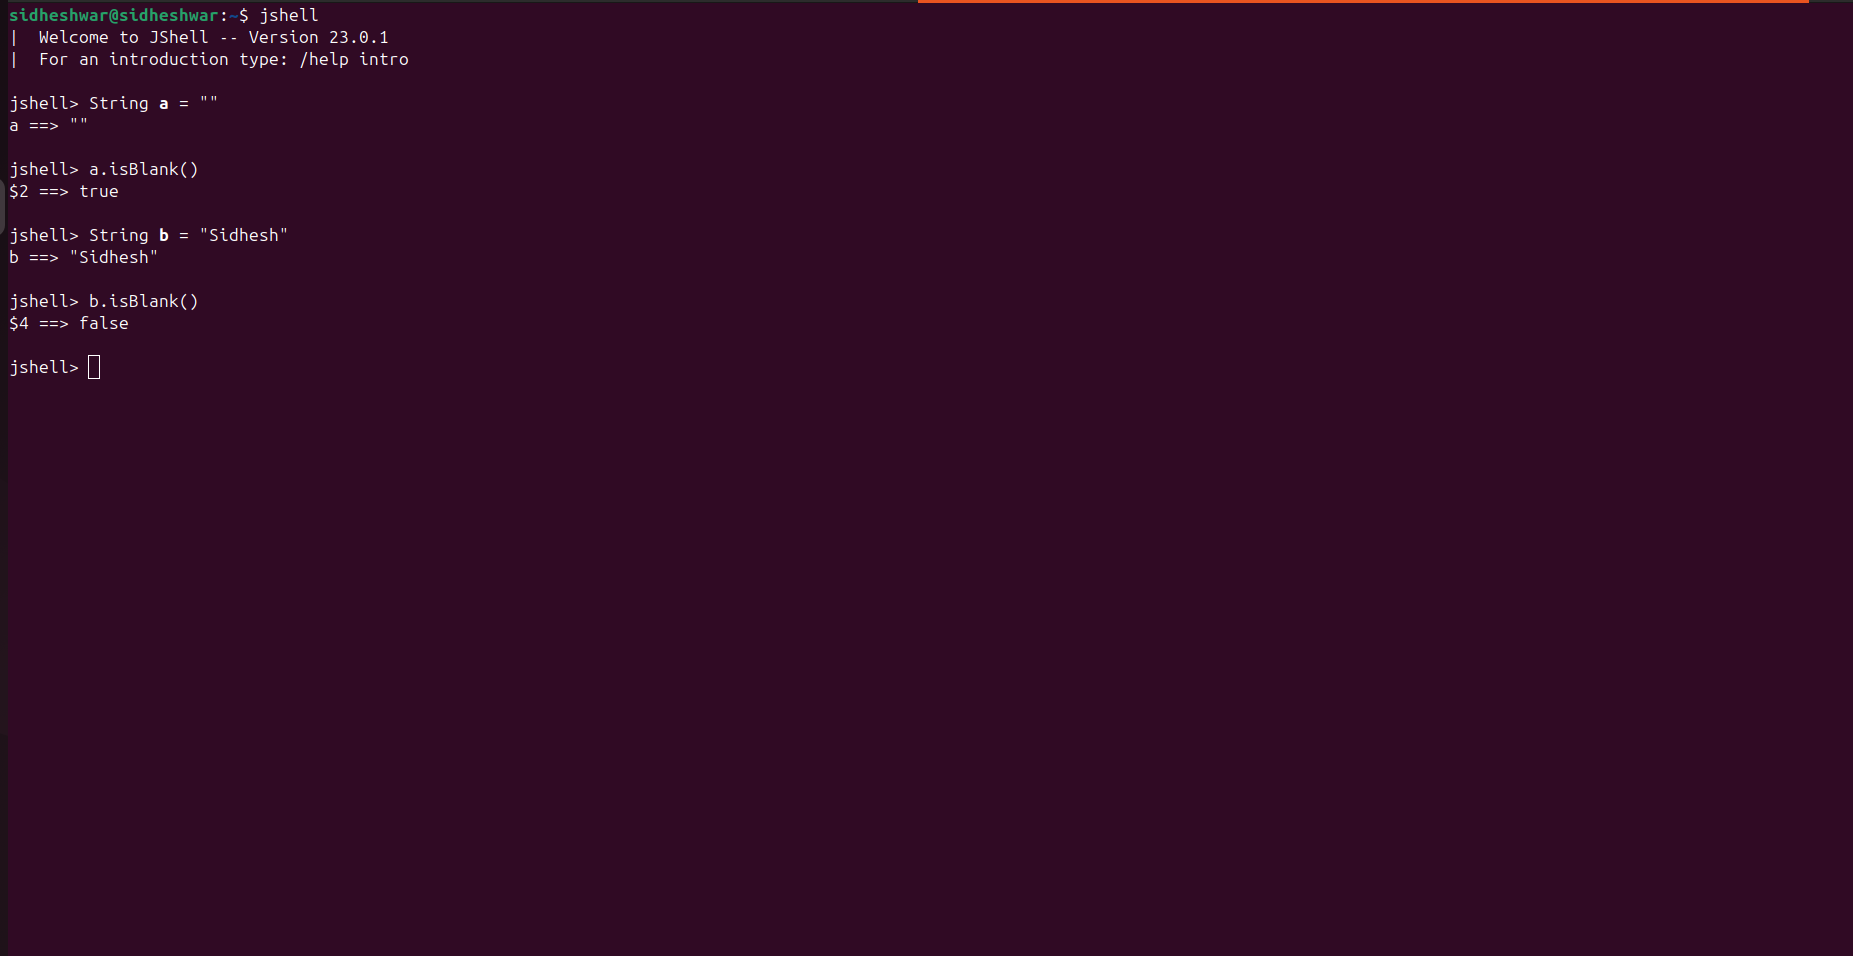 sidheshwar@sidheshwar:~$ jshell
|  Welcome to JShell -- Version 23.0.1
|  For an introduction type: /help intro
jshell> String a = ""
a ==> ""
jshell> a.isBlank()
$2 ==> true
jshell> String b = "Sidhesh"
b ==> "Sidhesh"
jshell> b.isBlank()
$4 ==> false
jshell>